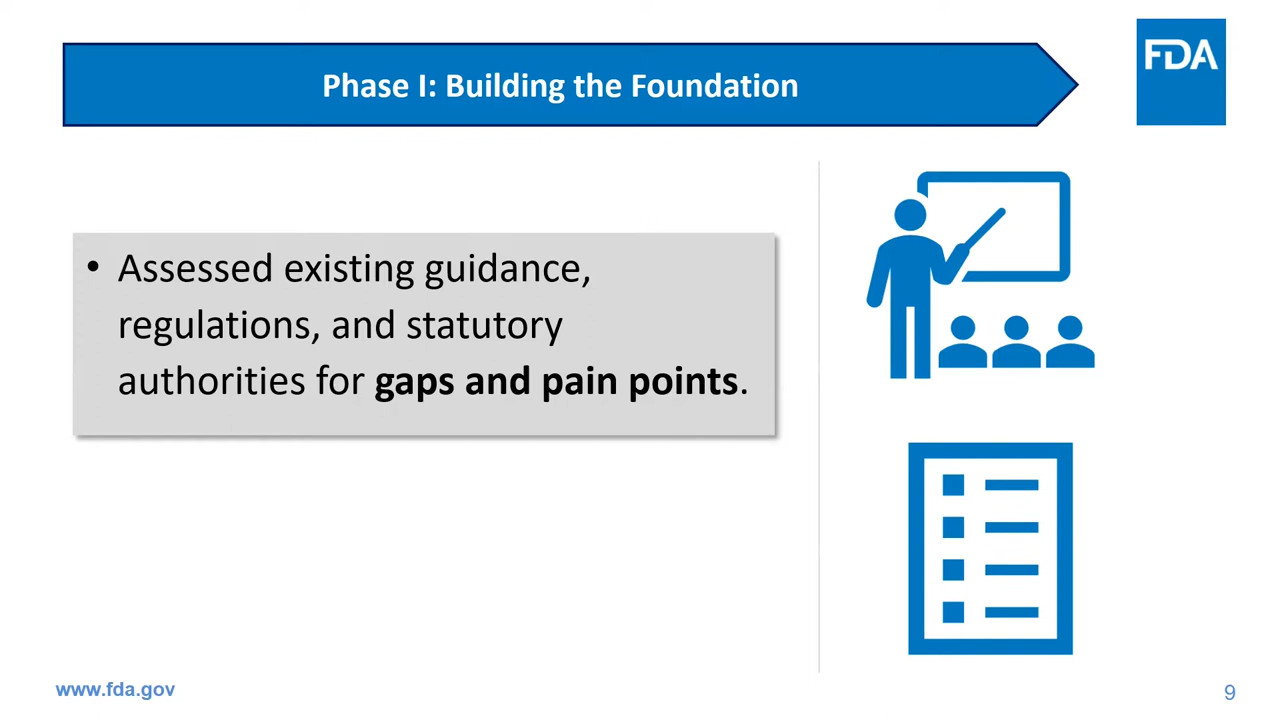 Phase I: Building the Foundation
FDA
• Assessed existing guidance,
regulations, and statutory
authorities for gaps and pain points.
www.fda.gov
9